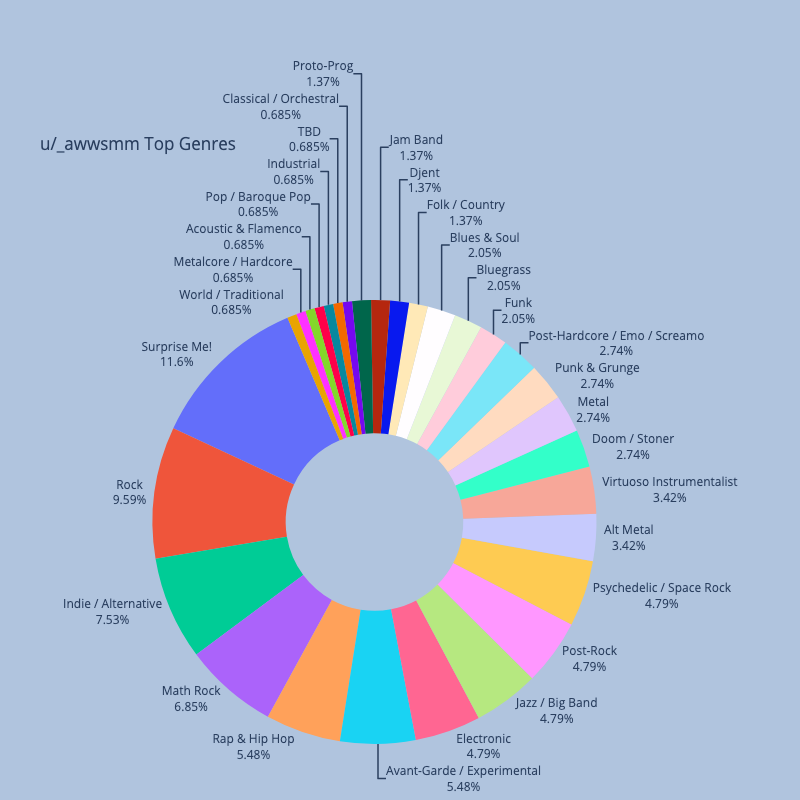 u/_awwsmm Top Genres
Proto-Prog
1.37%
Classical / Orchestral
0.685%
TBD
0.685%
Industrial
0.685%
Pop / Baroque Pop
0.685%
Acoustic & Flamenco
0.685%
Metalcore / Hardcore
0.685%
World / Traditional
0.685%
Surprise Me!
11.6%
Rock
9.59%
Indie / Alternative
7.53%
Math Rock
6.85%
Rap & Hip Hop
5.48%
Jam Band
1.37%
Djent
1.37%
Folk / Country
1.37%
Blues & Soul
2.05%
Bluegrass
2.05%
Funk
2.05%
Post-Hardcore / Emo / Screamo
2.74%
Punk & Grunge
2.74%
Metal
2.74%
Doom / Stoner
2.74%
Virtuoso Instrumentalist
3.42%
Alt Metal
3.42%
Psychedelic / Space Rock
4.79%
Post-Rock
4.79%
Jazz / Big Band
4.79%
Electronic
4.79%
Avant-Garde / Experimental
5.48%